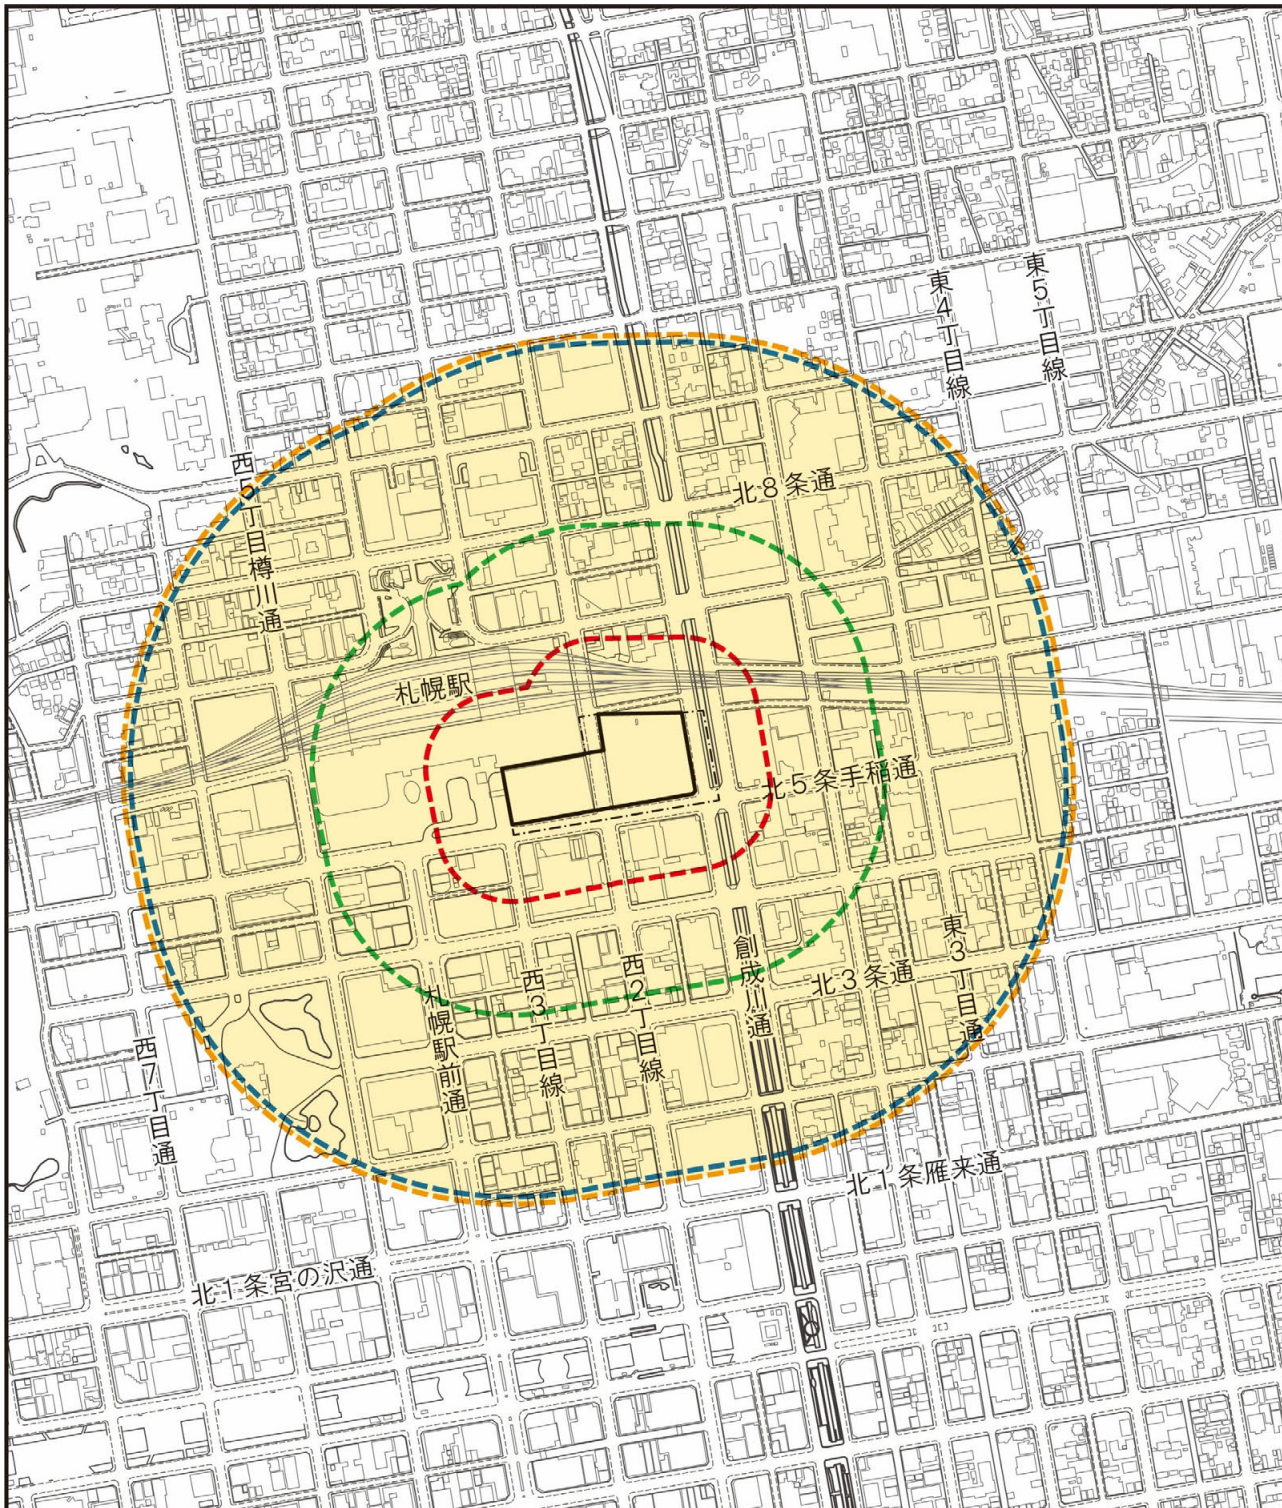 東4丁目線
東5丁目線
西5丁目樽川通
北8条通
札幌駅
北5条手稲通
東3丁目通
創成川通
北3条通
西2丁目線
西3丁目線
札幌駅前通
西7丁目通
北1条雁来通
北1条宮の沢通